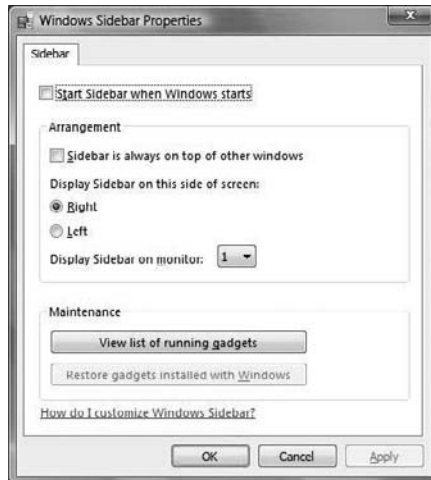 Windows Sidebar Properties
x
Sidebar
Start Sidebar when Windows starts
Arrangement
Sidebar is always on top of other windows
Display Sidebar on this side of screen:
Right
Left
Display Sidebar on monitor: 1
Maintenance
View list of running gadgets
Restore gadgets installed with Windows
How do I customize Windows Sidebar?
OK Cancel Apply